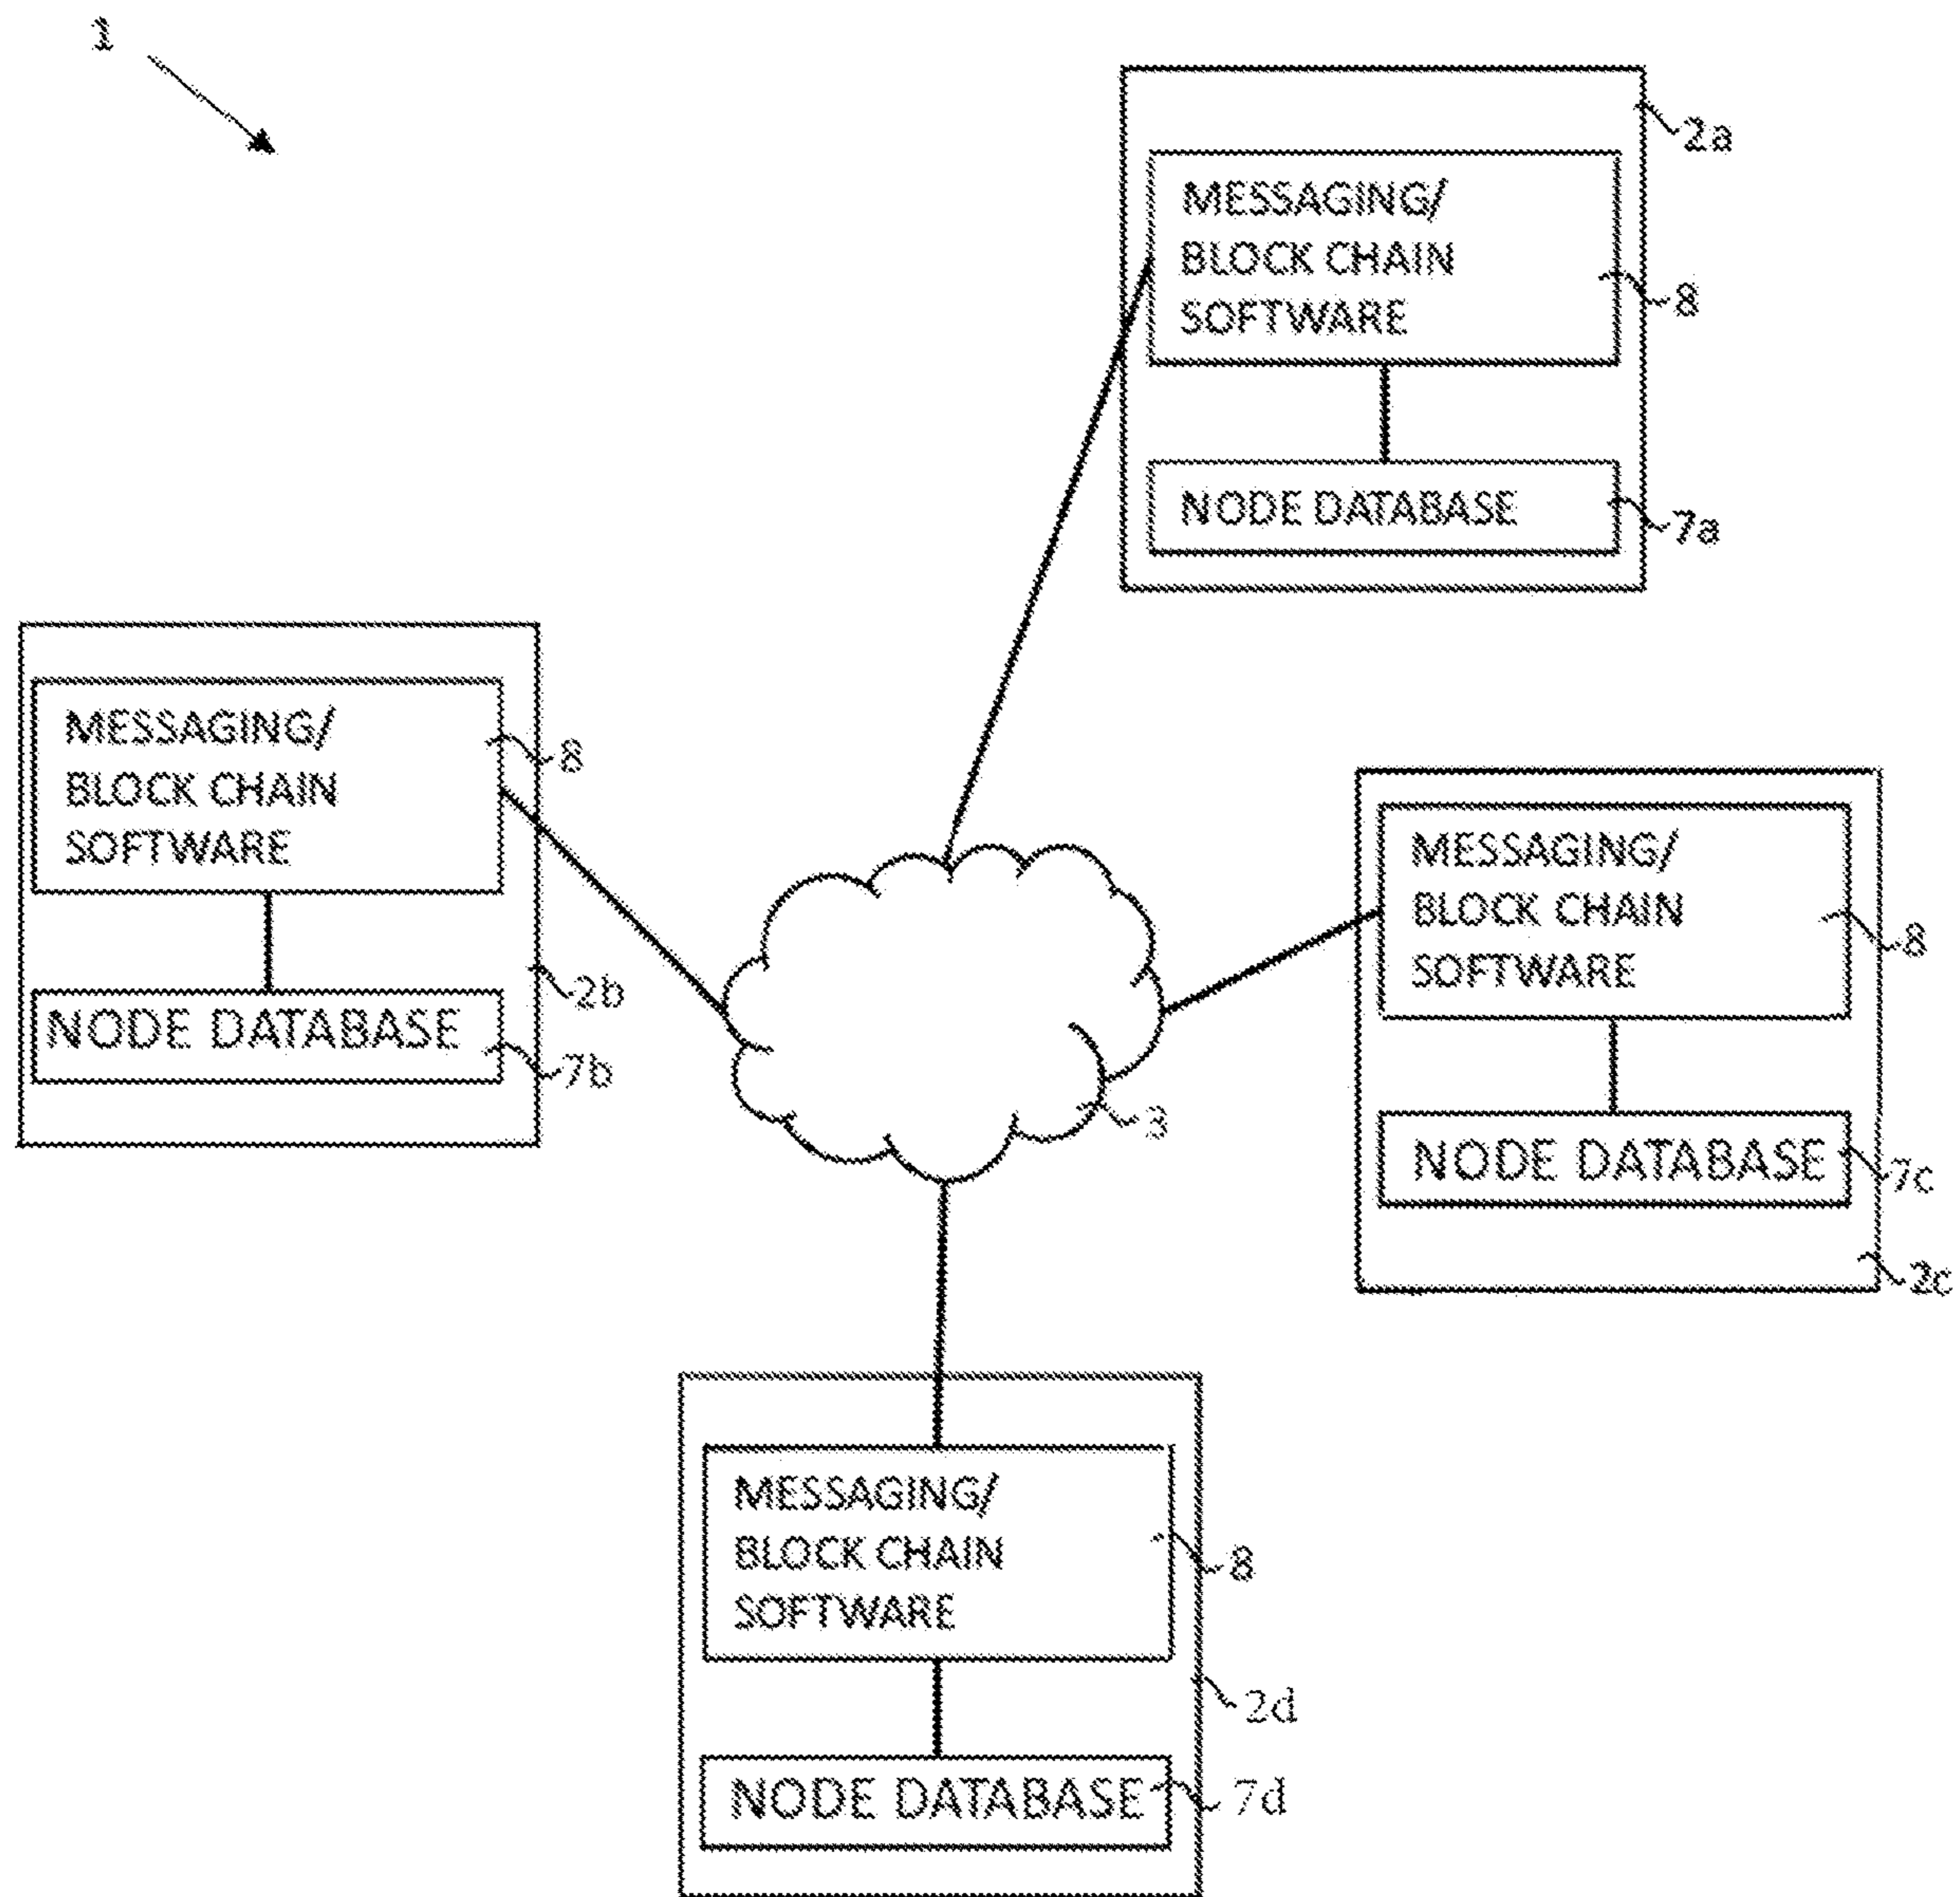 1
2a
MESSAGING/
BLOCK CHAIN
SOFTWARE
8
NODE DATABASE
7a
MESSAGING/
BLOCK CHAIN
SOFTWARE
8
2b
NODE DATABASE
7b
MESSAGING/
BLOCK CHAIN
SOFTWARE
8
3
NODE DATABASE
7c
2c
MESSAGING/
BLOCK CHAIN
SOFTWARE
8
2d
NODE DATABASE
7d